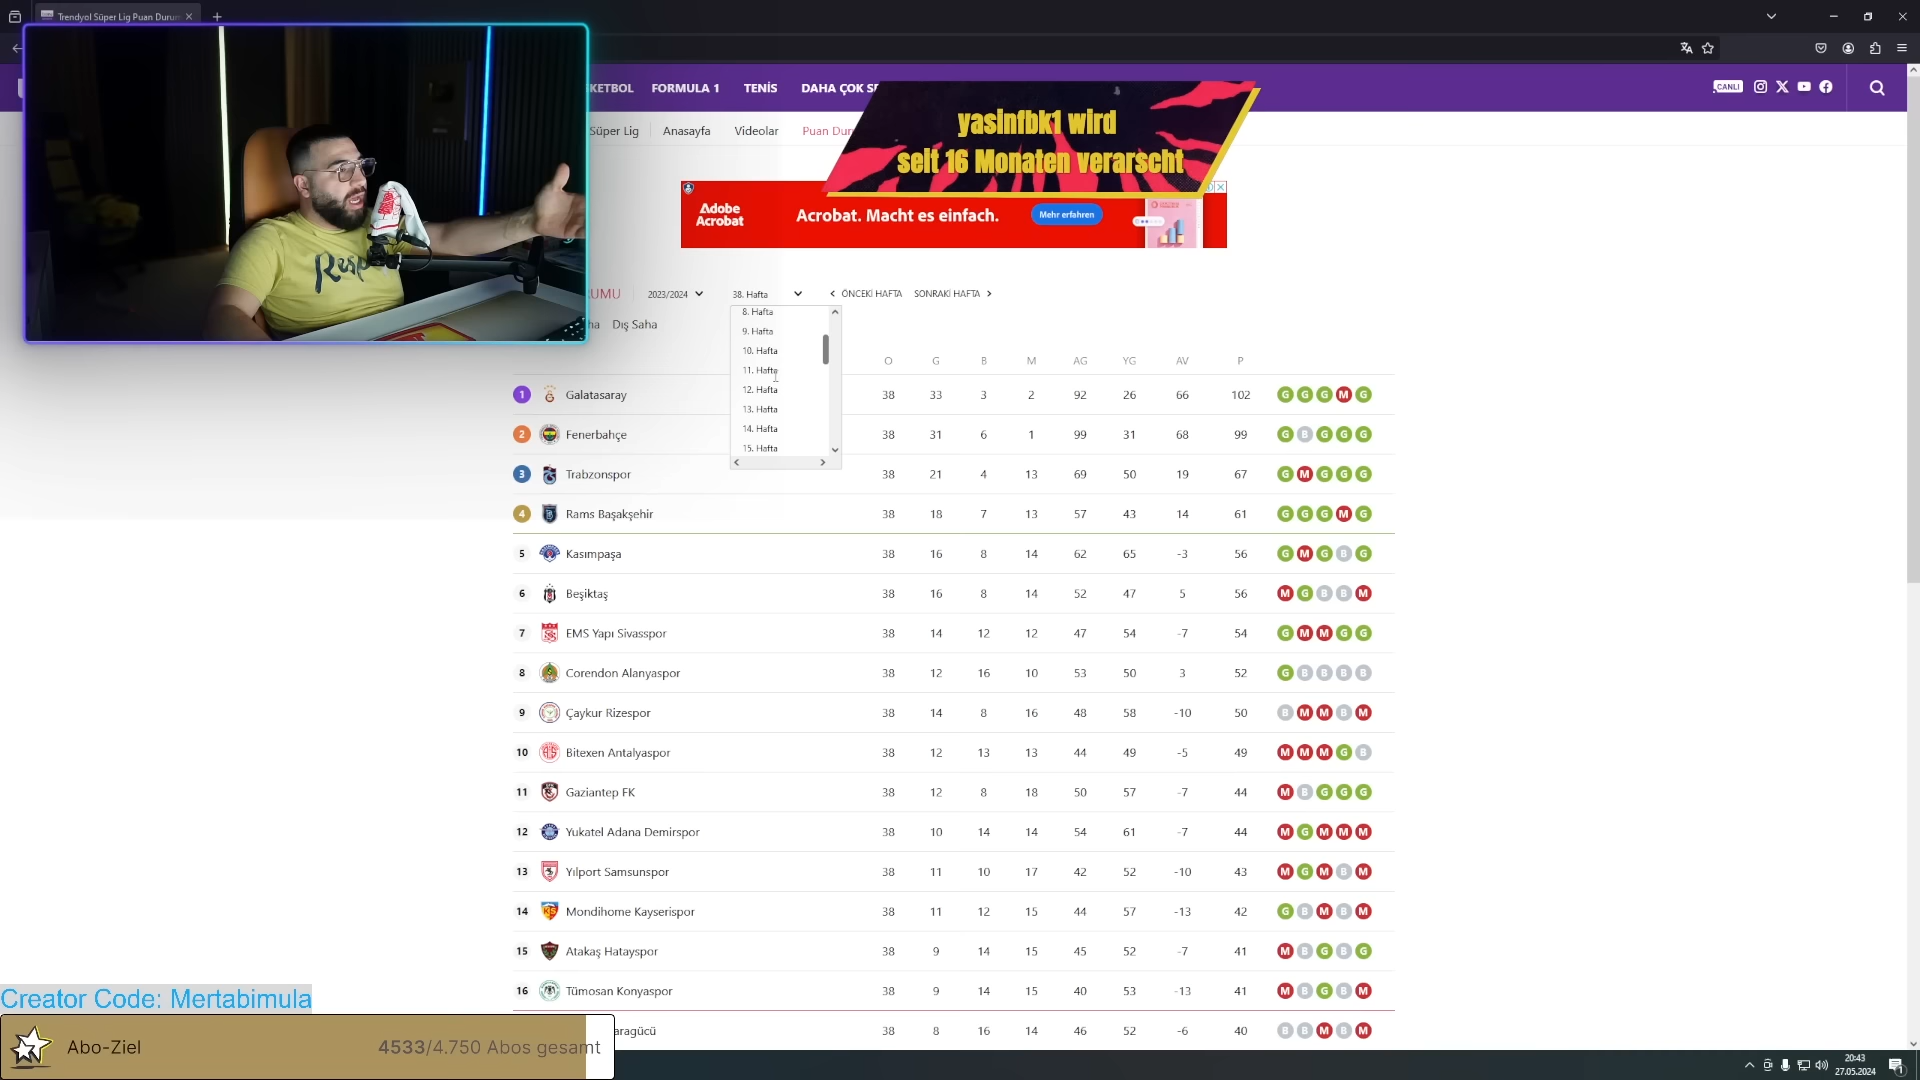 Trendyol Süper Lig Puan Durum
KETBOL FORMULA 1 TENİS DAHA ÇOK SP
CANLI
Süper Lig Anasayfa Videolar Puan Duru
yasinfbk1 wird
seit 16 Monaten verarscht
Adobe
Acrobat
Acrobat. Macht es einfach.
Mehr erfahren
Resp
RUMU 2023/2024 38. Hafta ÖNCEKİ HAFTA SONRAKİ HAFTA
ha Dış Saha
8. Hafta
9. Hafta
10. Hafta
11. Hafta
12. Hafta
13. Hafta
14. Hafta
15. Hafta
O G B M AG YG AV P
1 Galatasaray 38 33 3 2 92 26 66 102 G G G M G
2 Fenerbahçe 38 31 6 1 99 31 68 99 G B G G G
3 Trabzonspor 38 21 4 13 69 50 19 67 G M G G G
4 Rams Başakşehir 38 18 7 13 57 43 14 61 G G G M G
5 Kasımpaşa 38 16 8 14 62 65 -3 56 G M G B G
6 Beşiktaş 38 16 8 14 52 47 5 56 M G B B M
7 EMS Yapı Sivasspor 38 14 12 12 47 54 -7 54 G M M G G
8 Corendon Alanyaspor 38 12 16 10 53 50 3 52 G B B B B
9 Çaykur Rizespor 38 14 8 16 48 58 -10 50 B M M B M
10 Bitexen Antalyaspor 38 12 13 13 44 49 -5 49 M M M G B
11 Gaziantep FK 38 12 8 18 50 57 -7 44 M B G G G
12 Yukatel Adana Demirspor 38 10 14 14 54 61 -7 44 M G M M M
13 Yılport Samsunspor 38 11 10 17 42 52 -10 43 M G M B M
14 Mondihome Kayserispor 38 11 12 15 44 57 -13 42 G B M B M
15 Atakaş Hatayspor 38 9 14 15 45 52 -7 41 M B G B G
16 Tümosan Konyaspor 38 9 14 15 40 53 -13 41 M B G B M
aragücü 38 8 16 14 46 52 -6 40 B B M B M
Creator Code: Mertabimula
Abo-Ziel 4533/4.750 Abos gesamt
20:43
27.05.2024